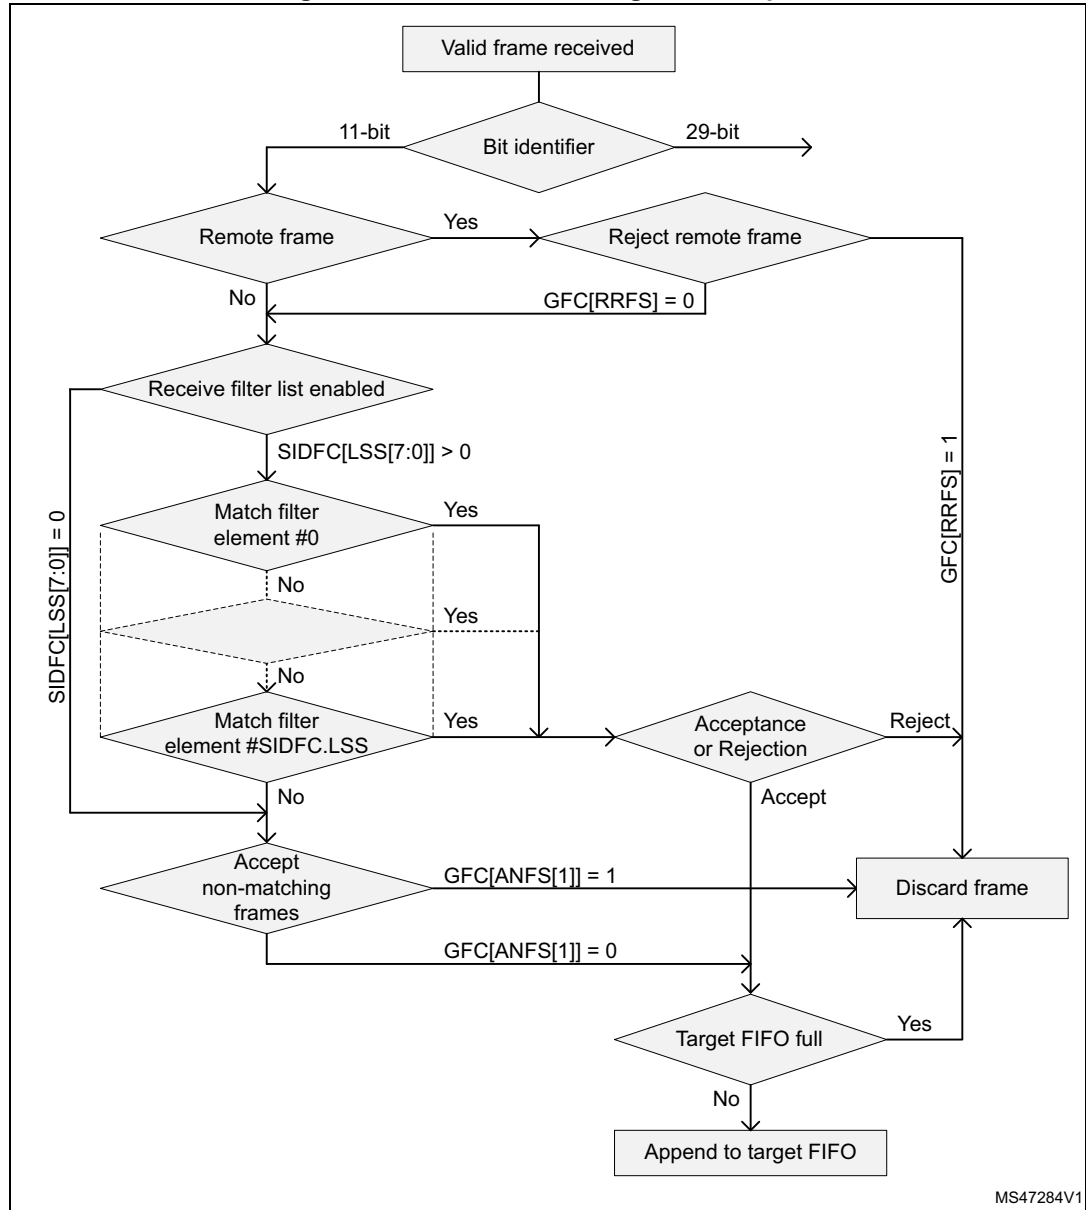 Valid frame received
11-bit
Bit identifier
29-bit
Remote frame
Yes
Reject remote frame
No
GFC[RRFS] = 0
Receive filter list enabled
SIDFC[LSS[7:0]] > 0
GFC[RRFS] = 1
SIDFC[LSS[7:0]] = 0
Match filter
element #0
Yes
No
Yes
No
Match filter
element #SIDFC.LSS
Yes
Acceptance
or Rejection
Reject
No
Accept
Accept
non-matching
frames
GFC[ANFS[1]] = 1
Discard frame
GFC[ANFS[1]] = 0
Target FIFO full
Yes
No
Append to target FIFO
MS47284V1